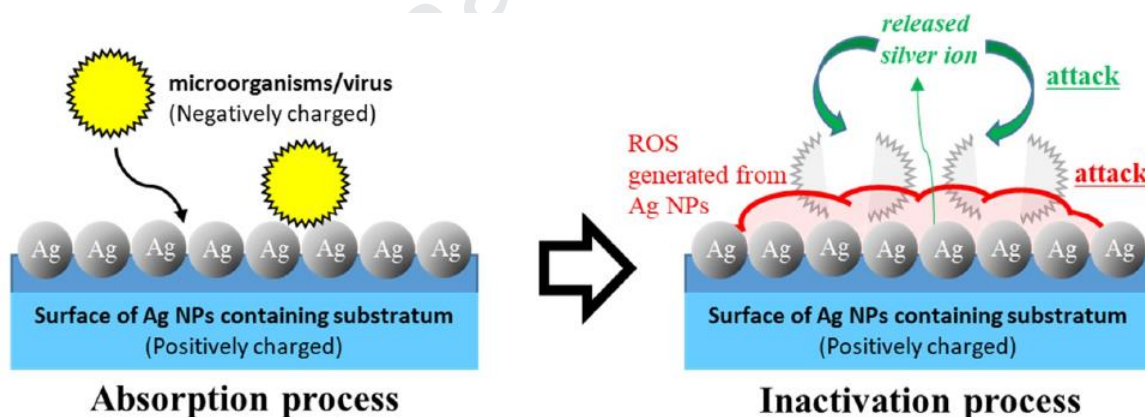 microorganisms/virus
(Negatively charged)
Ag Ag Ag Ag Ag Ag Ag Ag
Surface of Ag NPs containing substratum
(Positively charged)
Absorption process
released
silver ion
attack
ROS
generated from
Ag NPs
attack
Ag Ag Ag Ag Ag Ag Ag Ag
Surface of Ag NPs containing substratum
(Positively charged)
Inactivation process